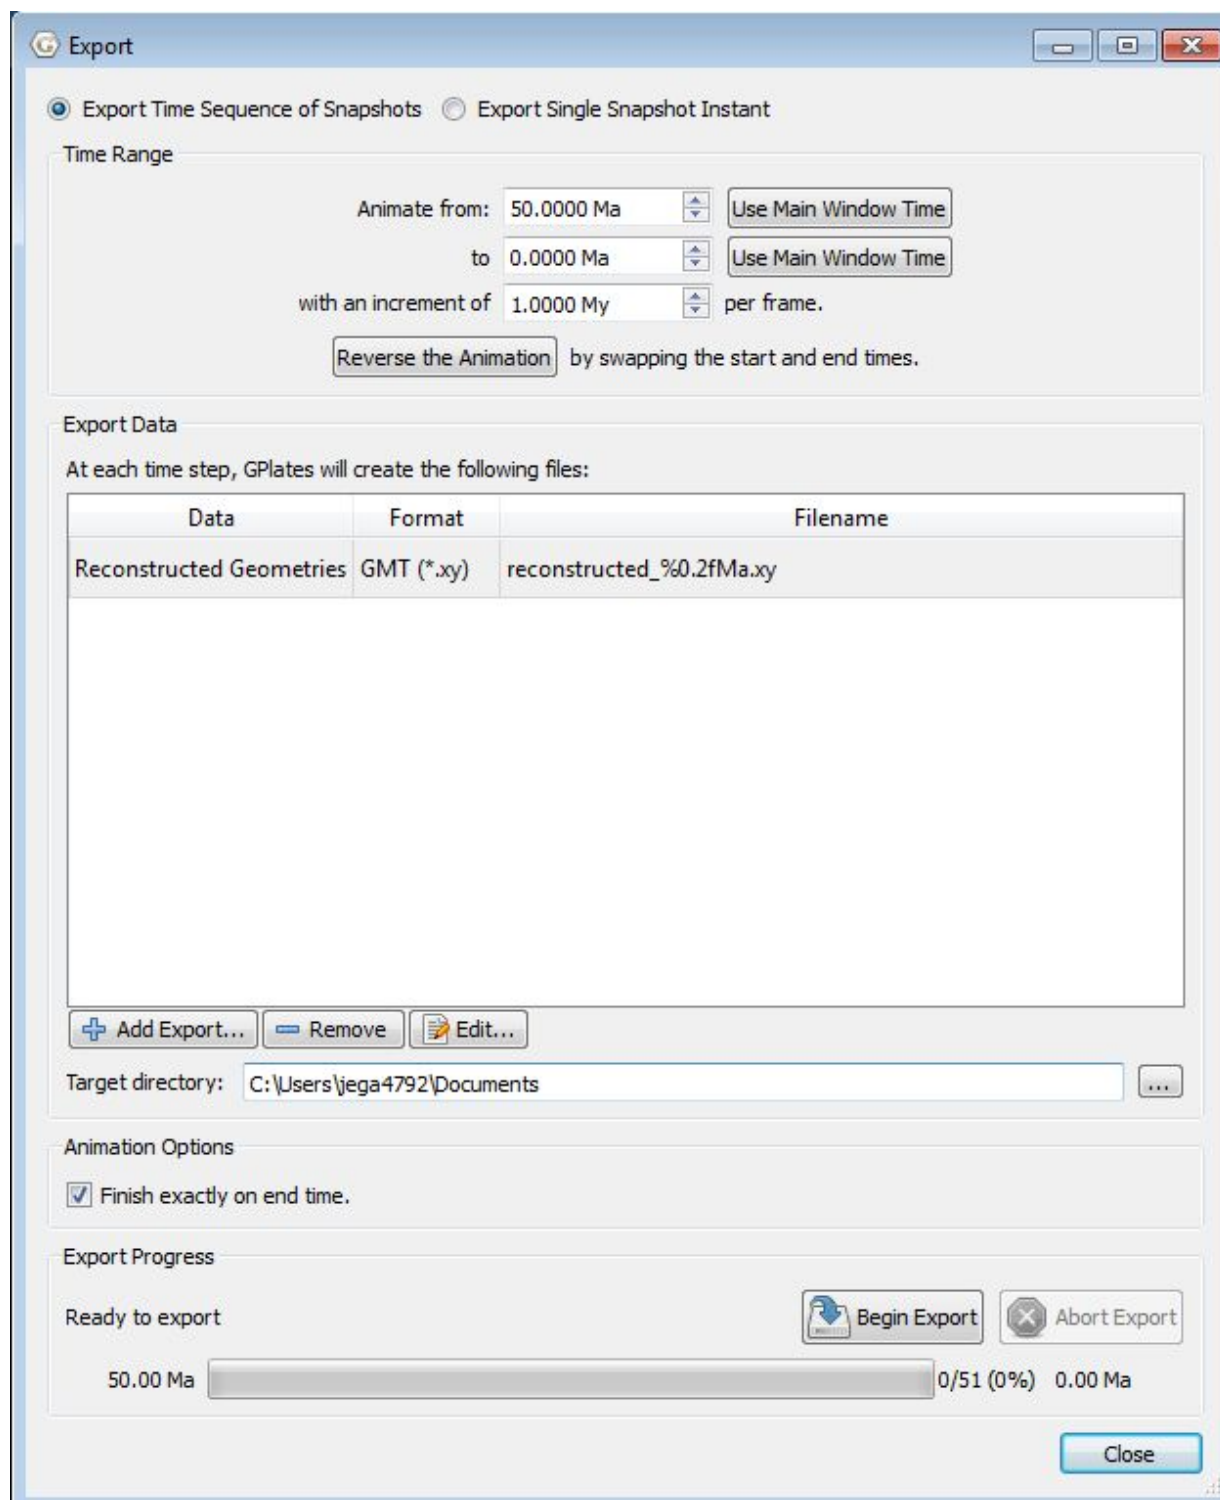 Export
Export Time Sequence of Snapshots Export Single Snapshot Instant
Time Range
Animate from: 50.0000 Ma Use Main Window Time
to 0.0000 Ma Use Main Window Time
with an increment of 1.0000 My per frame.
Reverse the Animation by swapping the start and end times.
Export Data
At each time step, GPlates will create the following files:
Data Format Filename
Reconstructed Geometries GMT (*.xy) reconstructed_%0.2fMa.xy
Add Export... Remove Edit...
Target directory: C:\Users\jega4792\Documents ...
Animation Options
Finish exactly on end time.
Export Progress
Ready to export Begin Export Abort Export
50.00 Ma 0/51 (0%) 0.00 Ma
Close